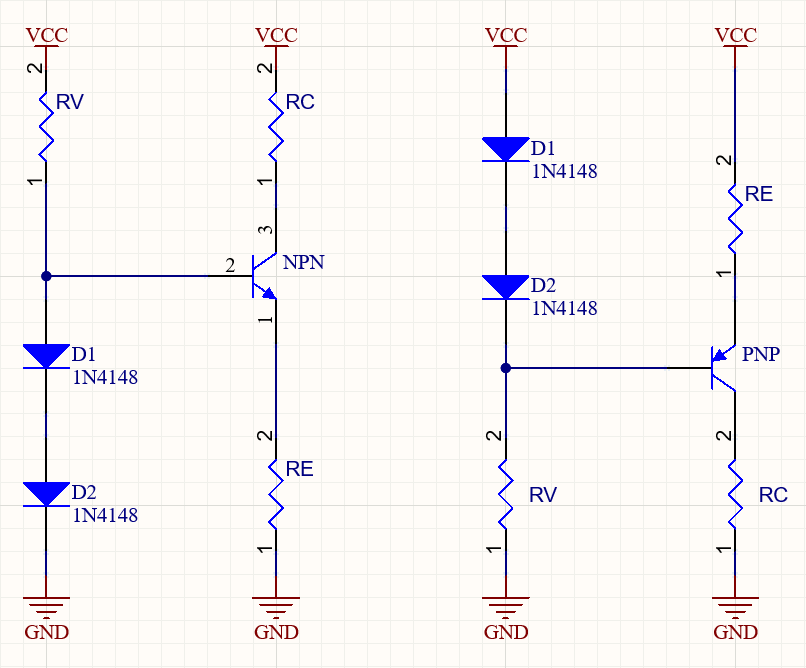 VCC
VCC
VCC
VCC
2
RV
1
2
RC
1
3
2
NPN
1
D1
1N4148
D2
1N4148
2
RE
1
GND
GND
D1
1N4148
D2
1N4148
2
RV
1
2
RE
1
PNP
2
RC
1
GND
GND